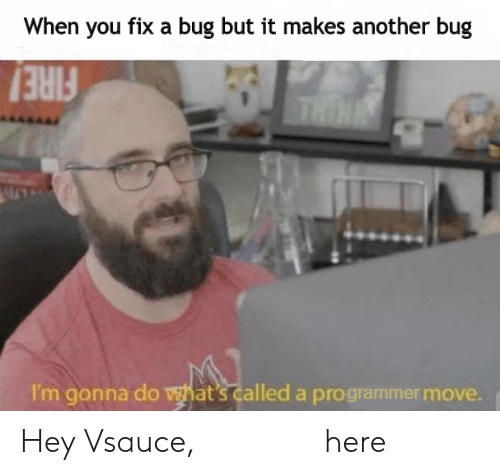 When you fix a bug but it makes another bug
FIRE!
THINK
I'm gonna do what's called a programmer move.
Hey Vsauce, here